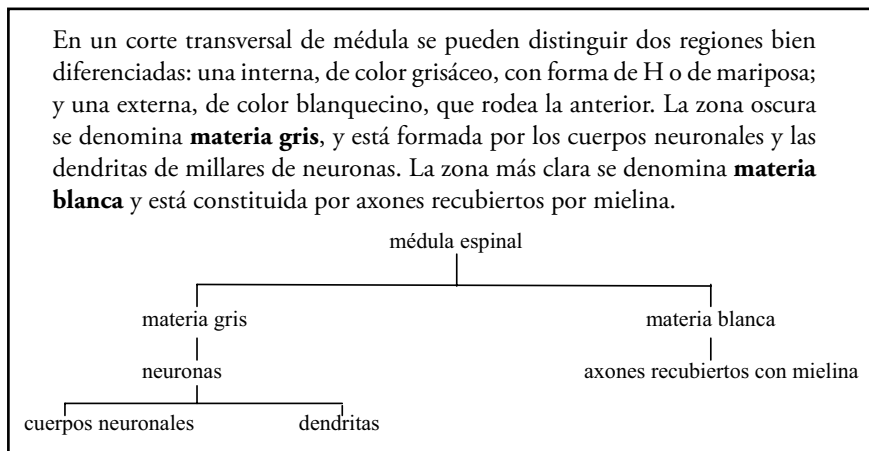 En un corte transversal de médula se pueden distinguir dos regiones bien
diferenciadas: una interna, de color grisáceo, con forma de H o de mariposa;
y una externa, de color blanquecino, que rodea la anterior. La zona oscura
se denomina materia gris, y está formada por los cuerpos neuronales y las
dendritas de millares de neuronas. La zona más clara se denomina materia
blanca y está constituida por axones recubiertos por mielina.
médula espinal
materia gris
materia blanca
neuronas
axones recubiertos con mielina
cuerpos neuronales
dendritas